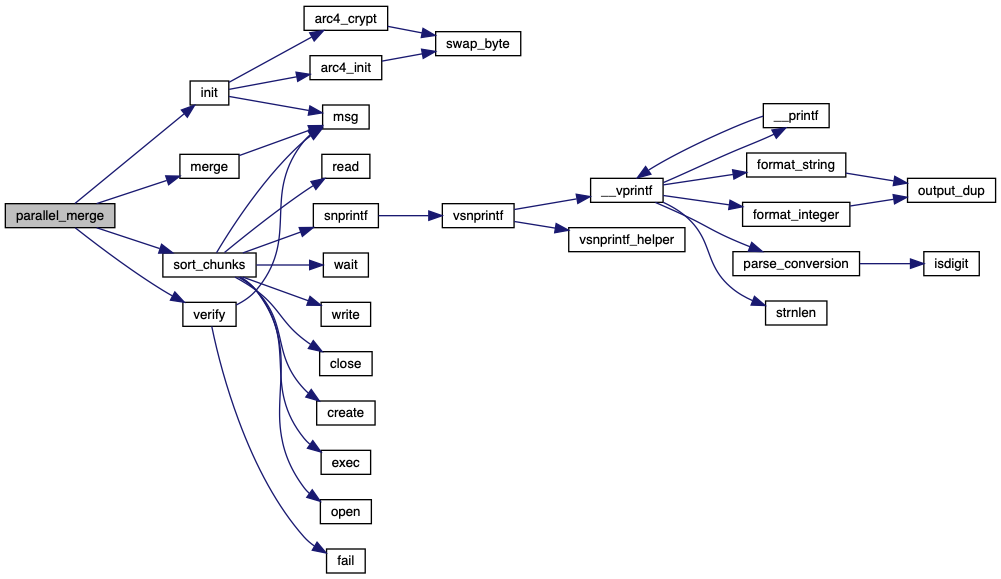 parallel_merge
init
merge
sort_chunks
verify
arc4_crypt
arc4_init
msg
read
snprintf
wait
write
close
create
exec
open
fail
swap_byte
vsnprintf
__vprintf
vsnprintf_helper
__printf
format_string
format_integer
parse_conversion
strnlen
output_dup
isdigit